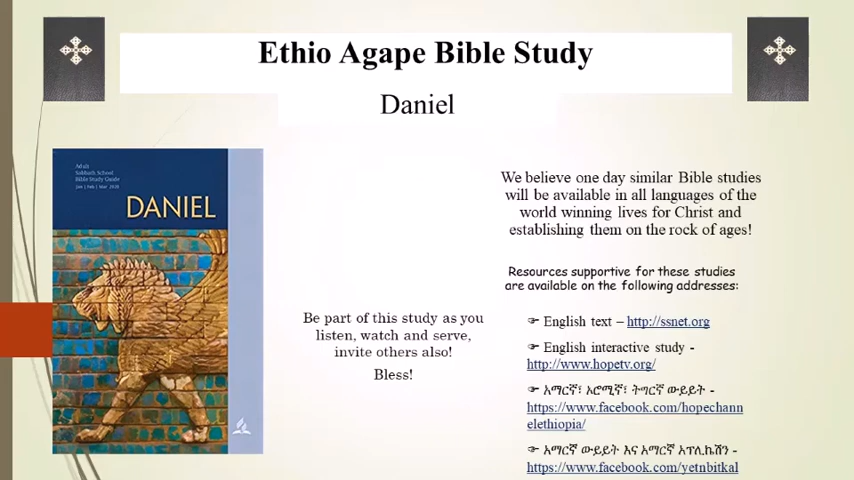 Ethio Agape Bible Study
Daniel
Adult
Sabbath School
Bible Study Guide
Jan | Feb | Mar 2020
DANIEL
Be part of this study as you
listen, watch and serve,
invite others also!
Bless!
We believe one day similar Bible studies
will be available in all languages of the
world winning lives for Christ and
establishing them on the rock of ages!
Resources supportive for these studies
are available on the following addresses:
☞ English text – http://ssnet.org
☞ English interactive study -
http://www.hopetv.org/
☞ አማርኛ፣ ኦሮሚኛ፣ ትግርኛ ውይይት -
https://www.facebook.com/hopechann
elethiopia/
☞ አማርኛ ውይይት እና አማርኛ አፕሊኬሽን -
https://www.facebook.com/yetnbitkal